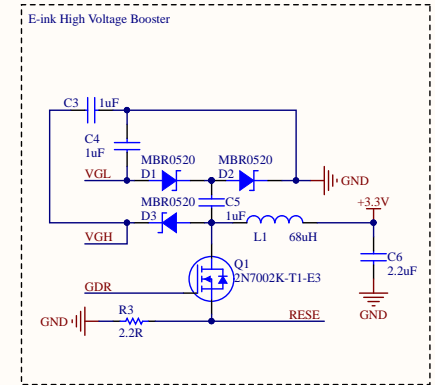 E-ink High Voltage Booster
C3
1uF
C4
1uF
MBR0520
MBR0520
VGL
D1
D2
GND
MBR0520
C5
+3.3V
D3
1uF
VGH
L1
68uH
C6
2.2uF
Q1
2N7002K-T1-E3
GDR
R3
RESE
GND
GND
2.2R